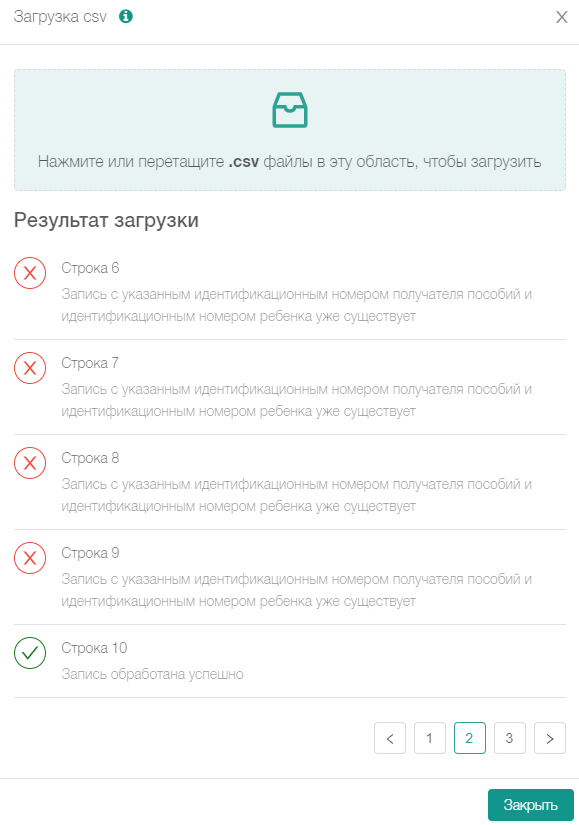 Загрузка csv
Нажмите или перетащите .csv файлы в эту область, чтобы загрузить
Результат загрузки
Строка 6
Запись с указанным идентификационным номером получателя пособий и
идентификационным номером ребенка уже существует
Строка 7
Запись с указанным идентификационным номером получателя пособий и
идентификационным номером ребенка уже существует
Строка 8
Запись с указанным идентификационным номером получателя пособий и
идентификационным номером ребенка уже существует
Строка 9
Запись с указанным идентификационным номером получателя пособий и
идентификационным номером ребенка уже существует
Строка 10
Запись обработана успешно
< 1 2 3 >
Закрыть